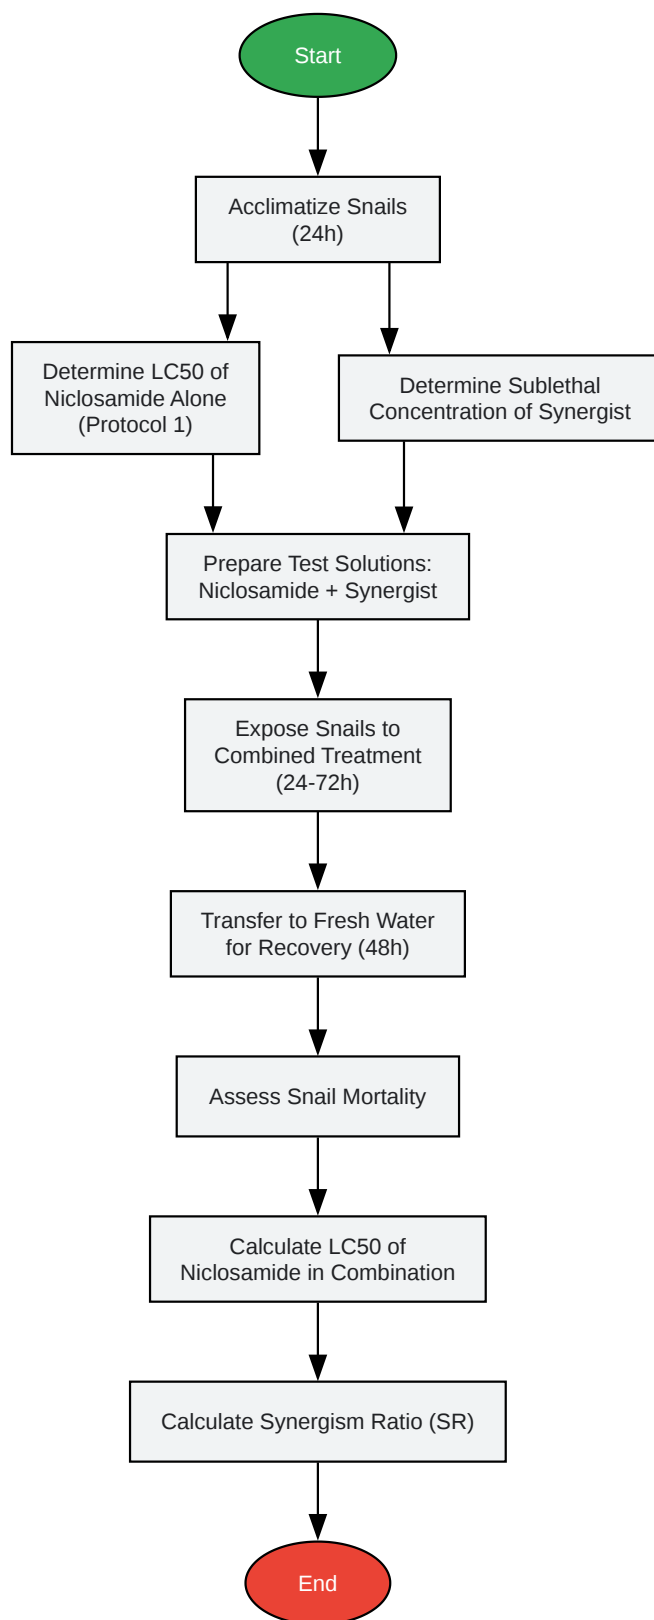 Start
Acclimatize Snails
(24h)
Determine LC50 of
Niclosamide Alone
(Protocol 1)
Determine Sublethal
Concentration of Synergist
Prepare Test Solutions:
Niclosamide + Synergist
Expose Snails to
Combined Treatment
(24-72h)
Transfer to Fresh Water
for Recovery (48h)
Assess Snail Mortality
Calculate LC50 of
Niclosamide in Combination
Calculate Synergism Ratio (SR)
End